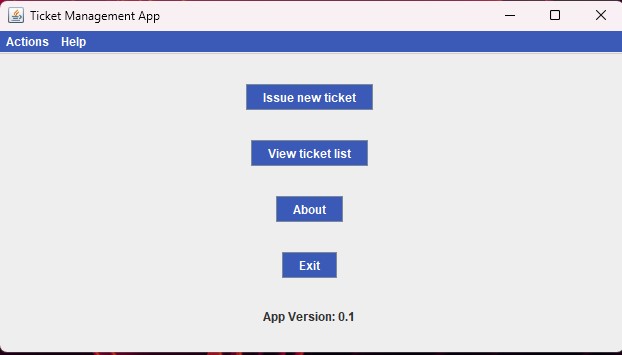 Ticket Management App
Actions Help
Issue new ticket
View ticket list
About
Exit
App Version: 0.1